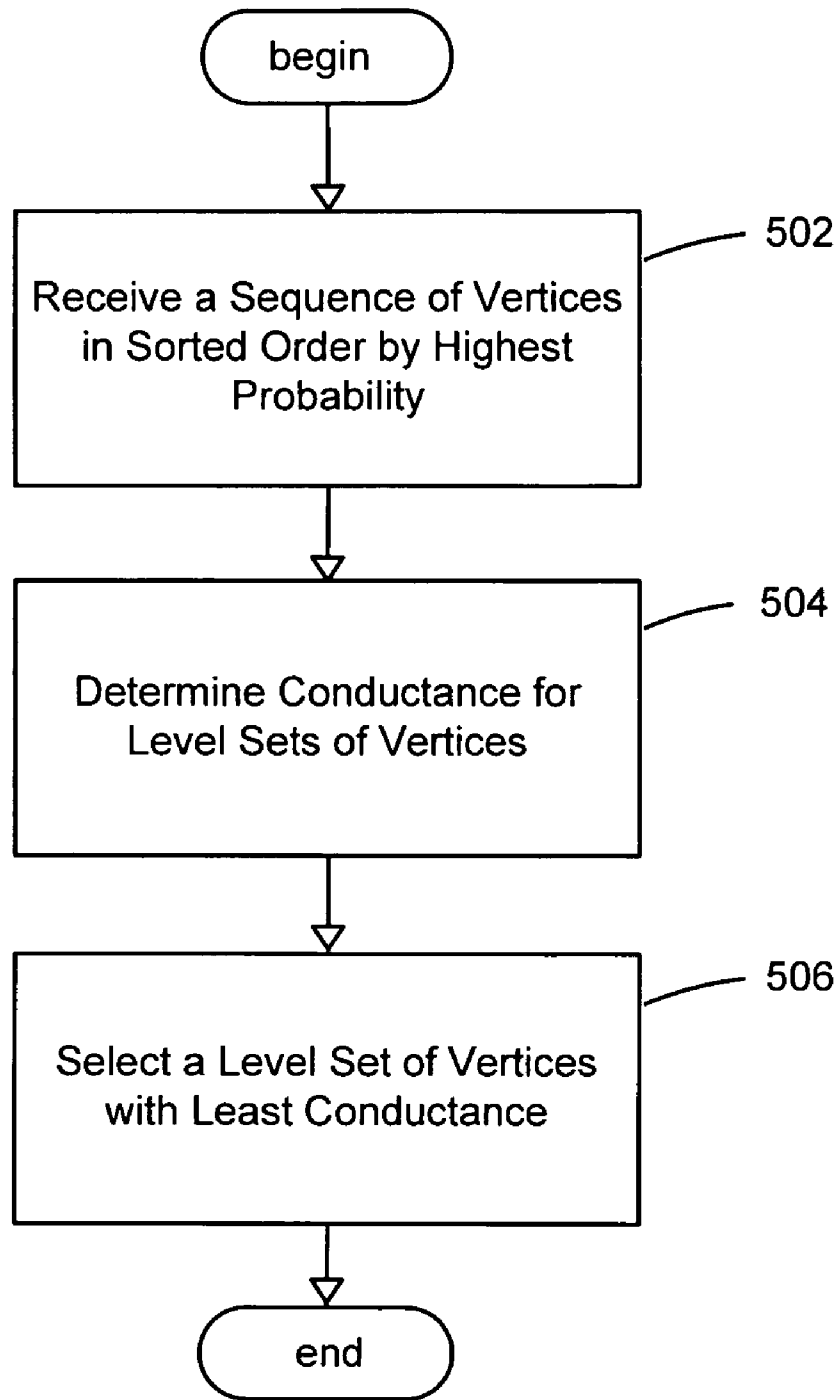 begin
502
Receive a Sequence of Vertices
in Sorted Order by Highest
Probability
504
Determine Conductance for
Level Sets of Vertices
506
Select a Level Set of Vertices
with Least Conductance
end